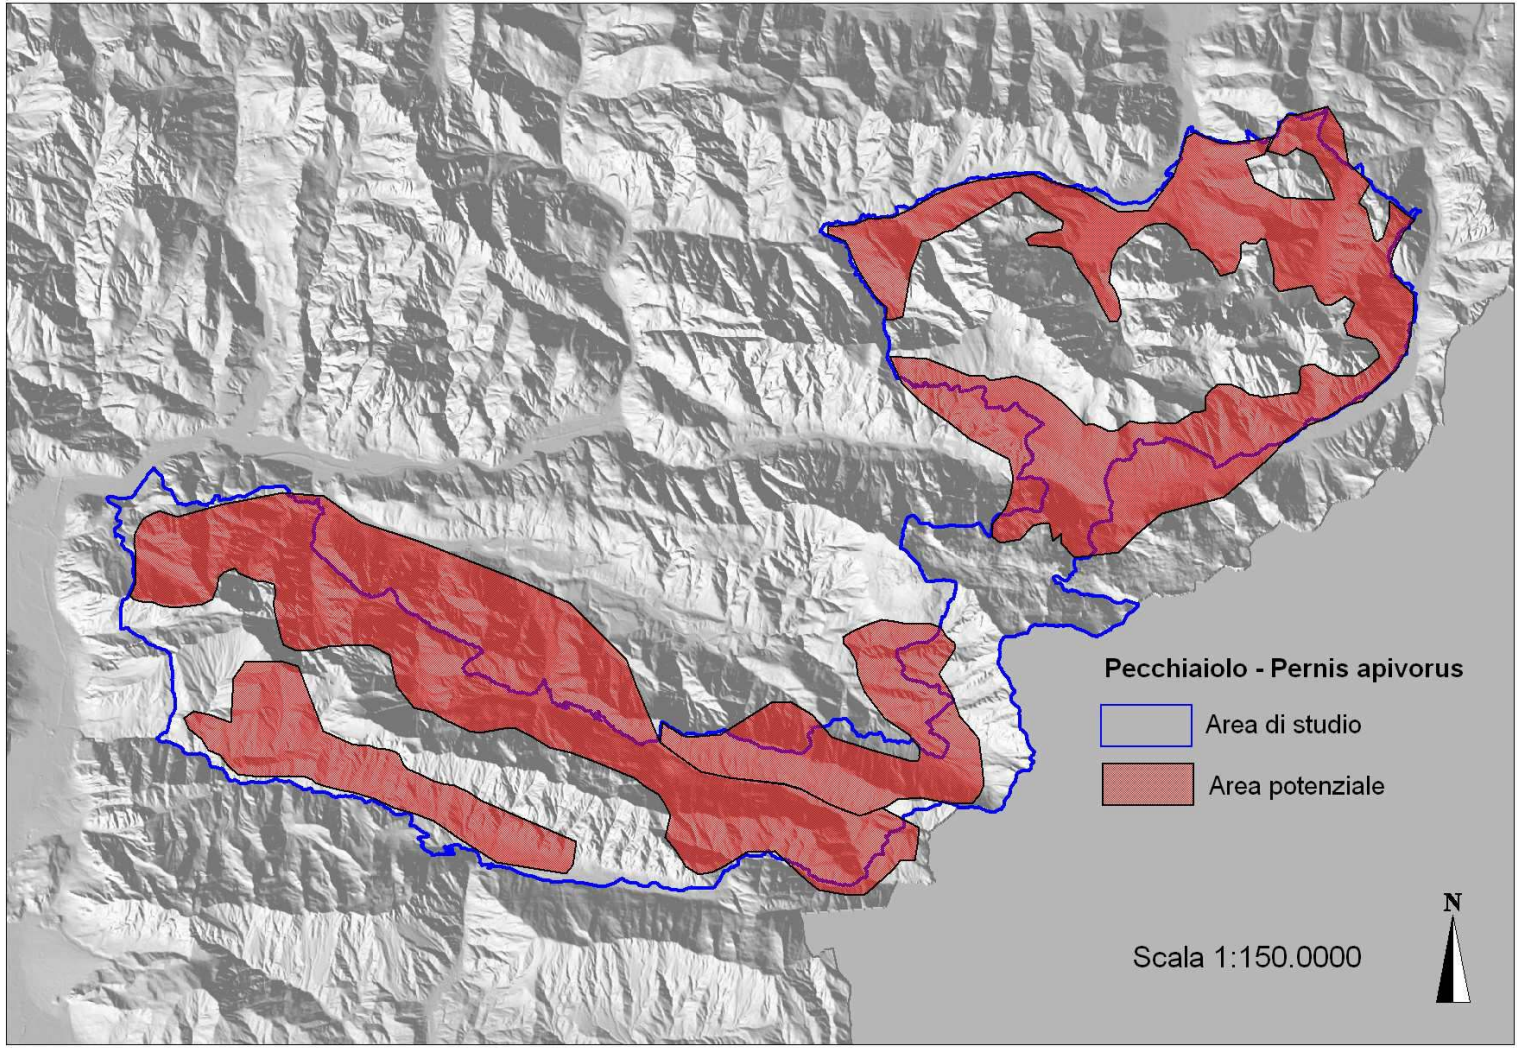 Pecchiaiolo - Pernis apivorus
Area di studio
Area potenziale
N
Scala 1:150.0000